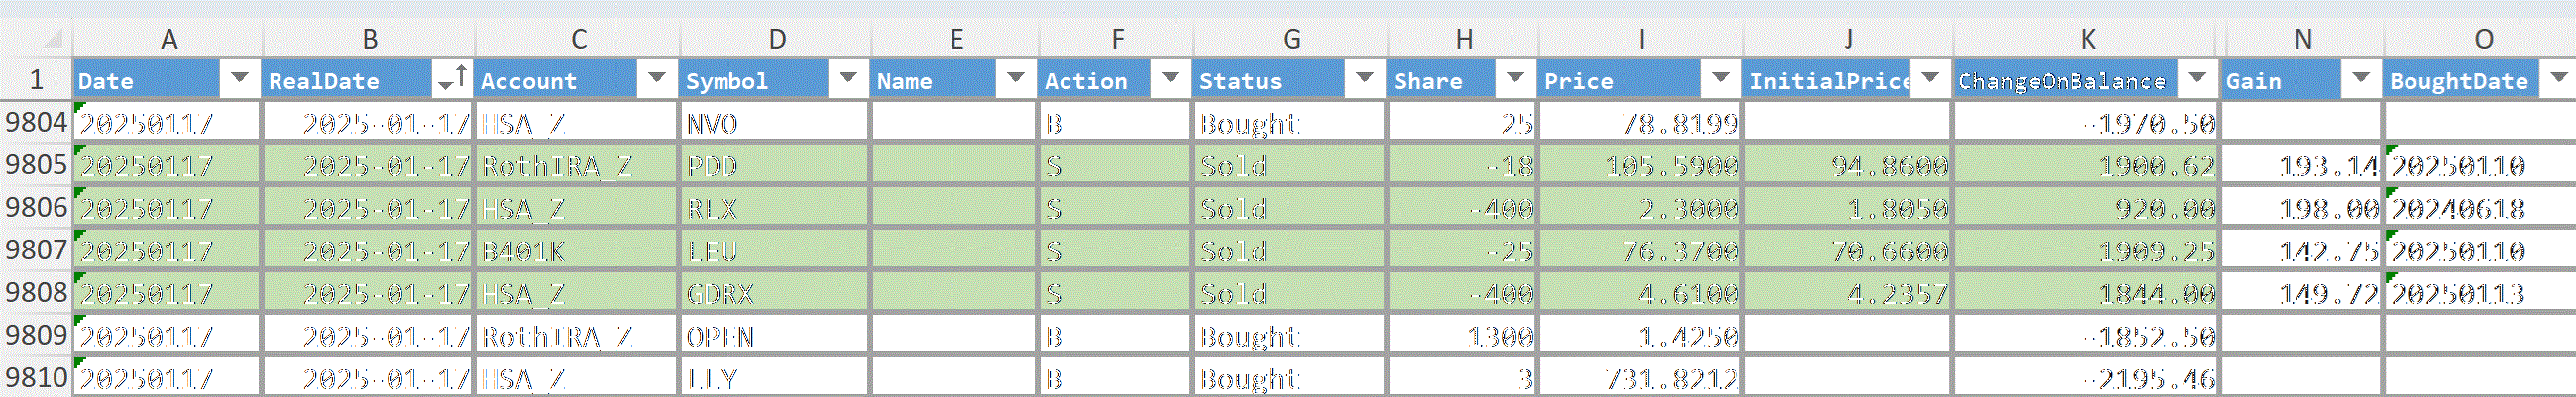 A B C D E F G H I J K N O
1 Date RealDate Account Symbol Name Action Status Share Price InitialPrice ChangeOnBalance Gain BoughtDate
9804 20250117 2025-01-17 HSA_Z NVO B Bought 25 78.8199 -1970.50
9805 20250117 2025-01-17 RothIRA_Z PDD S Sold -18 105.5900 94.8600 1900.62 193.14 20250110
9806 20250117 2025-01-17 HSA_Z RLX S Sold -400 2.3000 1.8050 920.00 198.00 20240618
9807 20250117 2025-01-17 B401K LEU S Sold -25 76.3700 70.6600 1909.25 142.75 20250110
9808 20250117 2025-01-17 HSA_Z GDRX S Sold -400 4.6100 4.2357 1844.00 149.72 20250113
9809 20250117 2025-01-17 RothIRA_Z OPEN B Bought 1300 1.4250 -1852.50
9810 20250117 2025-01-17 HSA_Z LLY B Bought 3 731.8212 -2195.46